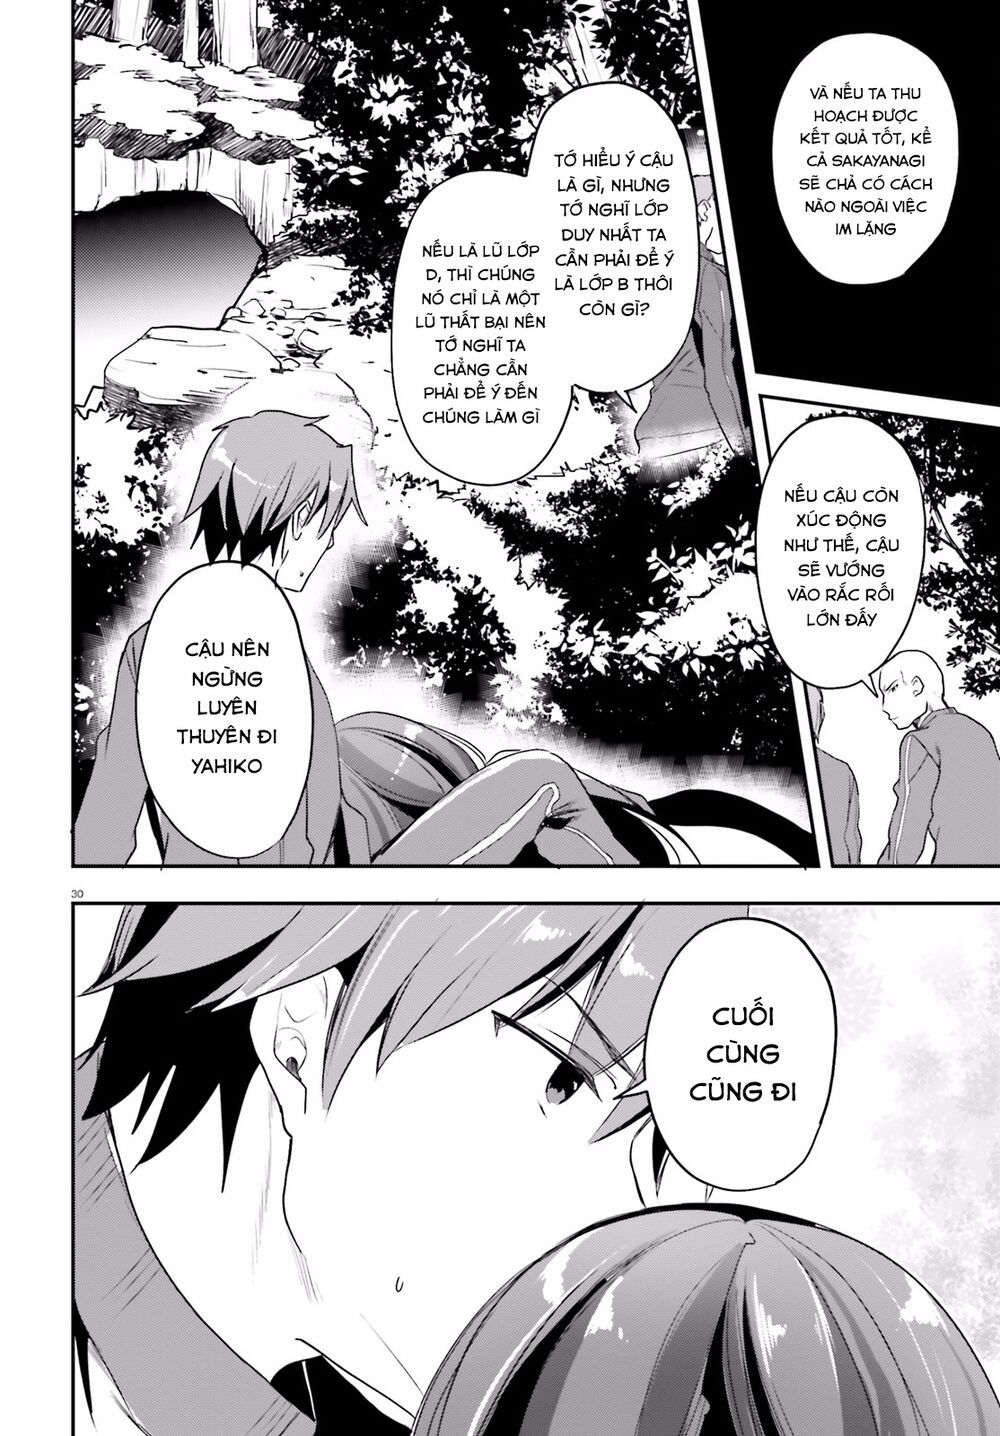 VÀ NẾU TA THU
HOẠCH ĐƯỢC
KẾT QUẢ TỐT, KỂ
CẢ SAKAYANAGI
SẼ CHẢ CÓ CÁCH
NÀO NGOÀI VIỆC
IM LẶNG
NẾU CẬU CÒN
XÚC ĐỘNG
NHƯ THẾ, CẬU
SẼ VƯỚNG
VÀO RẮC RỐI
LỚN ĐẤY
TỚ HIỂU Ý CẬU
LÀ GÌ, NHƯNG
TỚ NGHĨ LỚP
DUY NHẤT TA
CẦN PHẢI ĐỂ Ý
LÀ LỚP B THÔI
CÒN GÌ?
NẾU LÀ LŨ LỚP
D, THÌ CHÚNG
NÓ CHỈ LÀ MỘT
LŨ THẤT BẠI NÊN
TỚ NGHĨ TA
CHẲNG CẦN
PHẢI ĐỂ Ý ĐẾN
CHÚNG LÀM GÌ
CẬU NÊN
NGỪNG
LUYÊN
THUYÊN ĐI
YAHIKO
30
CUỐI
CÙNG
CŨNG ĐI